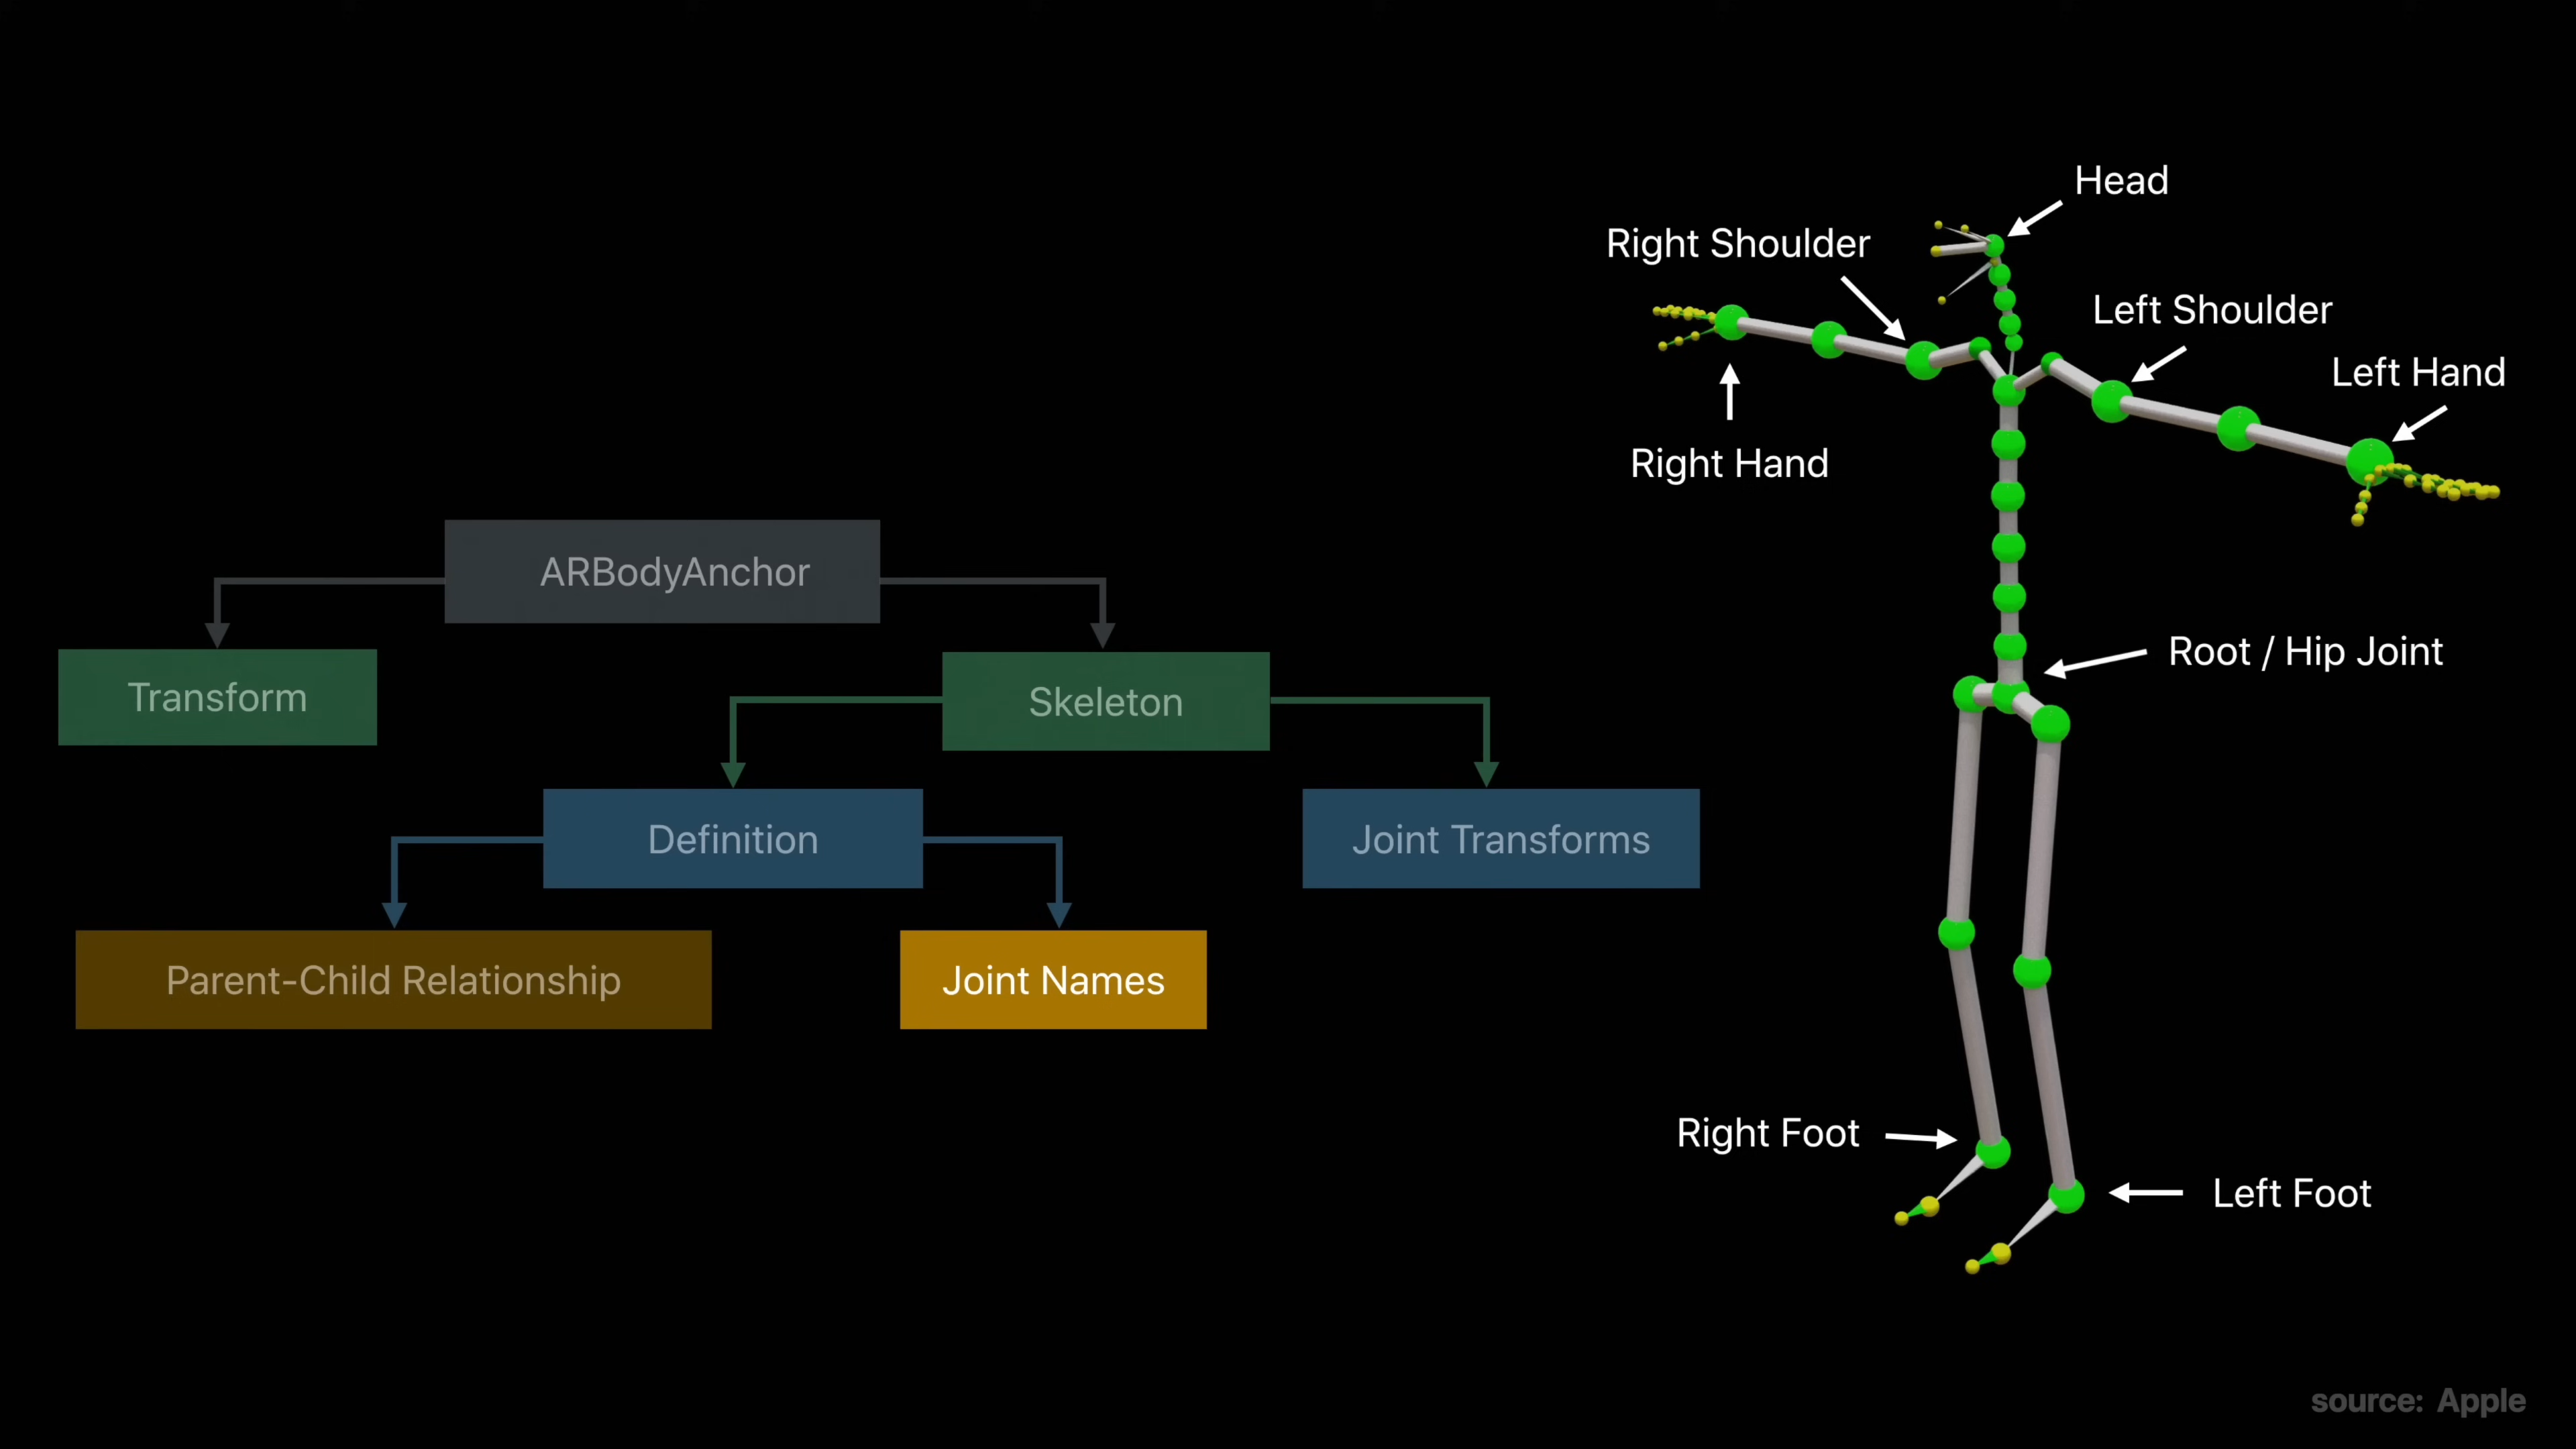 Head
Right Shoulder
Left Shoulder
Left Hand
Right Hand
ARBodyAnchor
Transform
Skeleton
Root / Hip Joint
Definition
Joint Transforms
Parent-Child Relationship
Joint Names
Right Foot
Left Foot
source: Apple